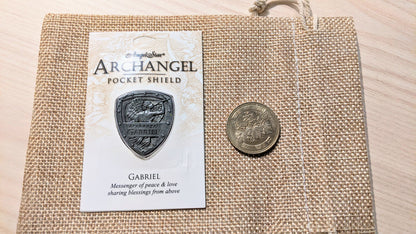 AngelStar®
ARCHANGEL
POCKET SHIELD
GABRIEL
GABRIEL
Messenger of peace & love
sharing blessings from above